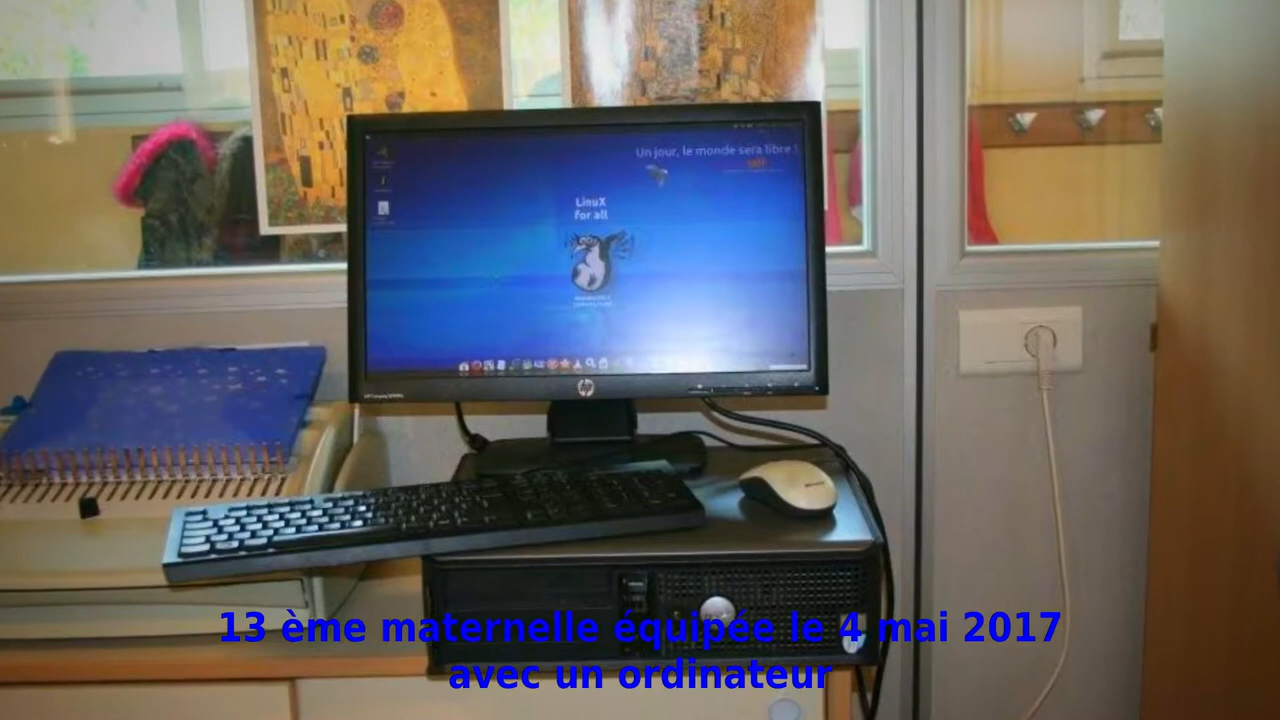 Un jour, le monde sera libre !
LinuX
for all
hp
13 ème maternelle équipée le 4 mai 2017
avec un ordinateur